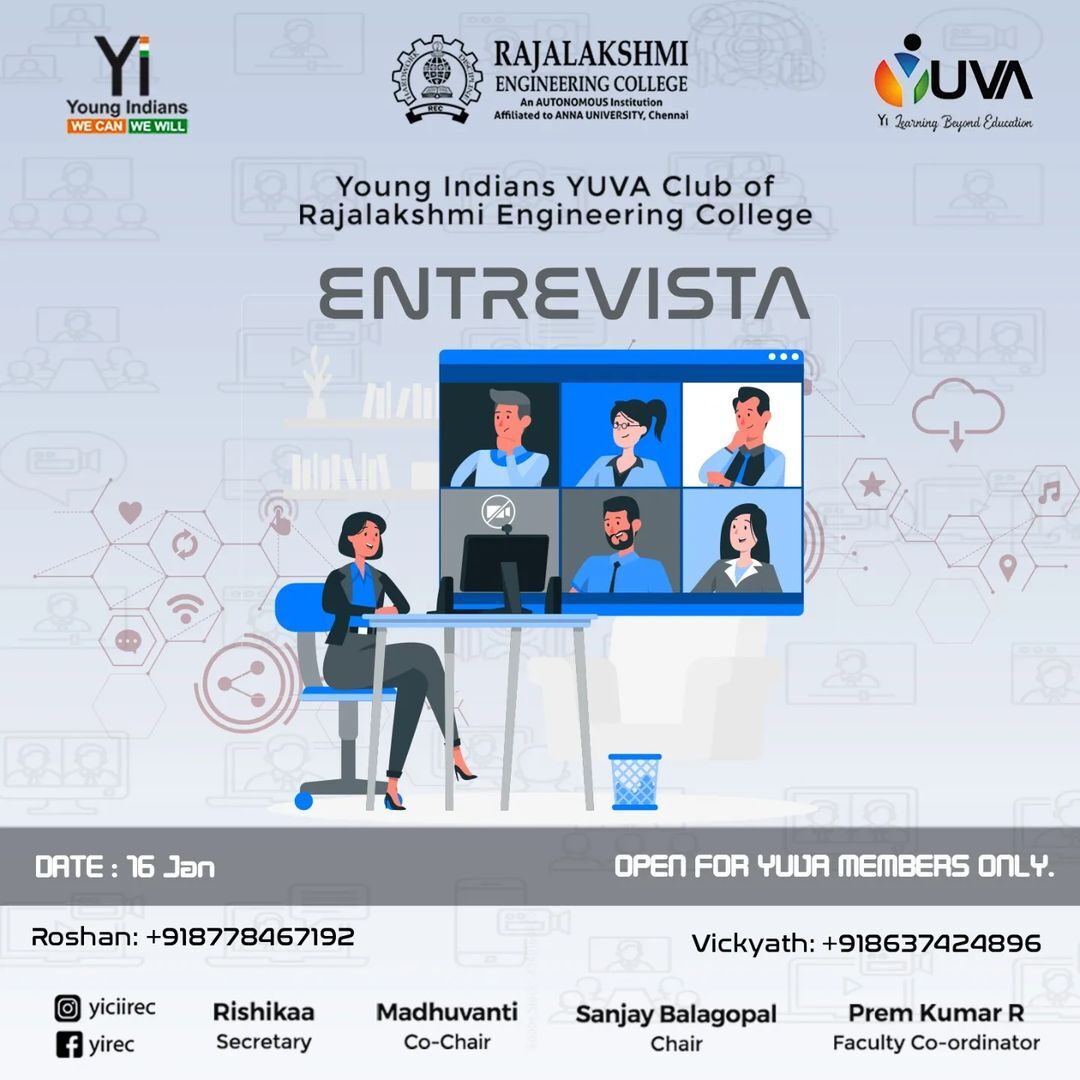 Yi
Young Indians
WE CAN WE WILL
RAJALAKSHMI
ENGINEERING COLLEGE
An AUTONOMOUS Institution
Affiliated to ANNA UNIVERSITY, Chennai
REC
YUVA
Yi Learning Beyond Education
Young Indians YUVA Club of
Rajalakshmi Engineering College
ENTREVISTA
DATE : 16 Jan
OPEN FOR YUVA MEMBERS ONLY.
Roshan: +918778467192
Vickyath: +918637424896
yiciirec
yirec
Rishikaa
Secretary
Madhuvanti
Co-Chair
Sanjay Balagopal
Chair
Prem Kumar R
Faculty Co-ordinator